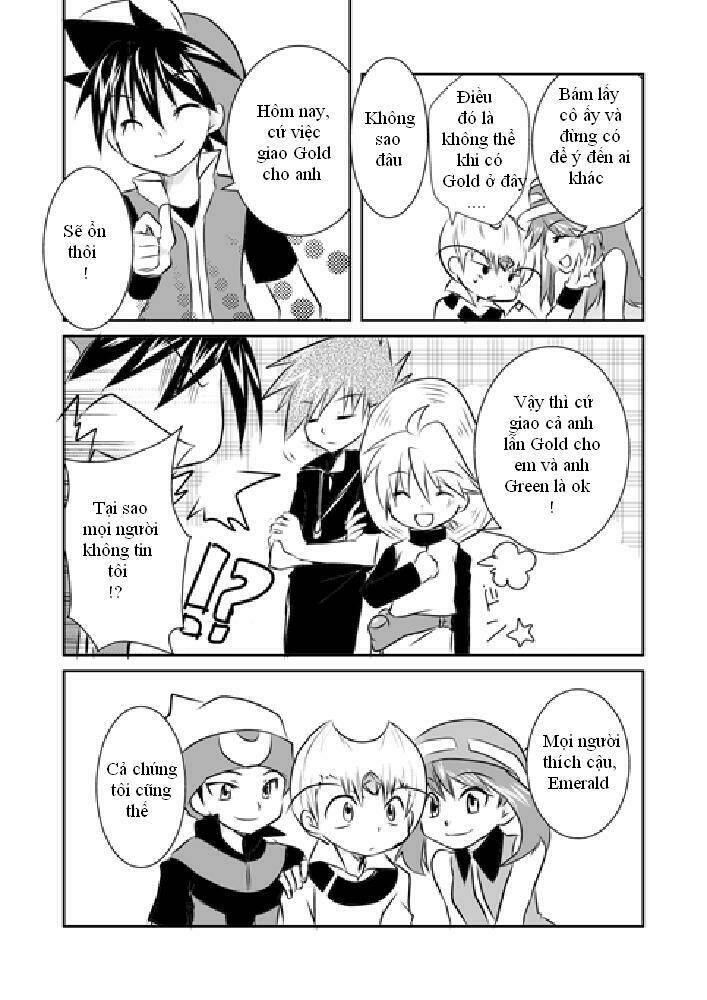 Bám lấy
cô ấy và
đừng có
để ý đến ai
khác
Điều
đó là
không thể
khi có
Gold ở đây
....
Không
sao
đâu
Hôm nay,
cứ việc
giao Gold
cho anh
Sẽ ổn
thôi
!
Vậy thì cứ
giao cả anh
lẫn Gold cho
em và anh
Green là ok
!
Tại sao
mọi người
không tin
tôi
!?
!?
Mọi người
thích cậu,
Emerald
Cả chúng
tôi cũng
thế